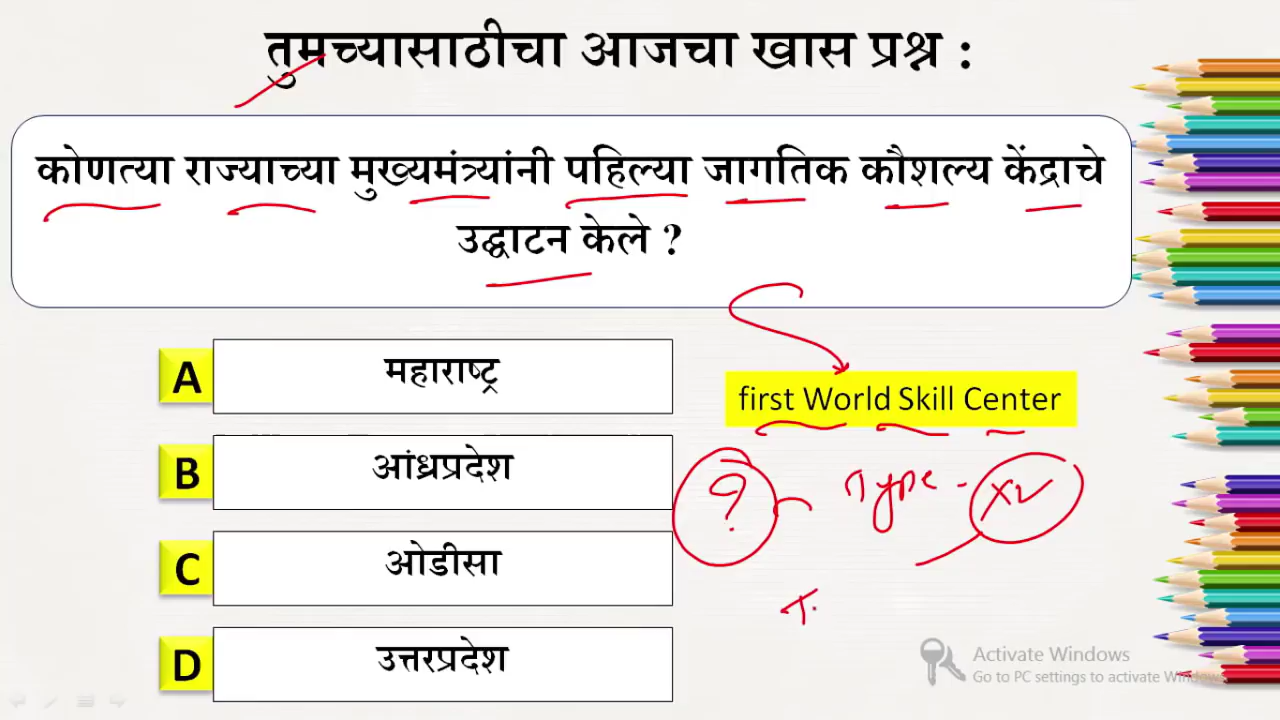 तुमच्यासाठीचा आजचा खास प्रश्न :
कोणत्या राज्याच्या मुख्यमंत्र्यांनी पहिल्या जागतिक कौशल्य केंद्राचे
उद्घाटन केले ?
A महाराष्ट्र
B आंध्रप्रदेश
C ओडीसा
D उत्तरप्रदेश
first World Skill Center
? Type -
Activate Windows
Go to PC settings to activate Windows.